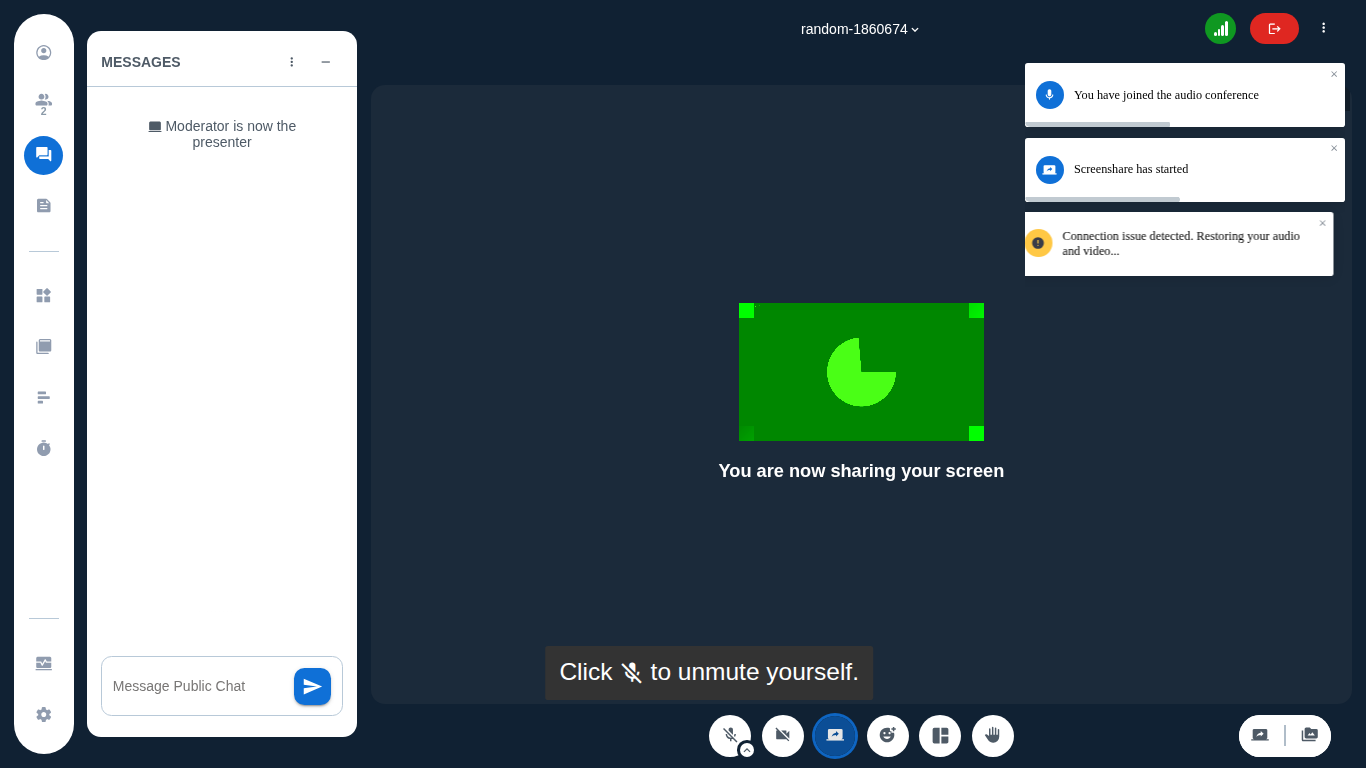 random-1860674
MESSAGES
2
Moderator is now the
presenter
You have joined the audio conference
Screenshare has started
Connection issue detected. Restoring your audio
and video...
You are now sharing your screen
Click to unmute yourself.
Message Public Chat